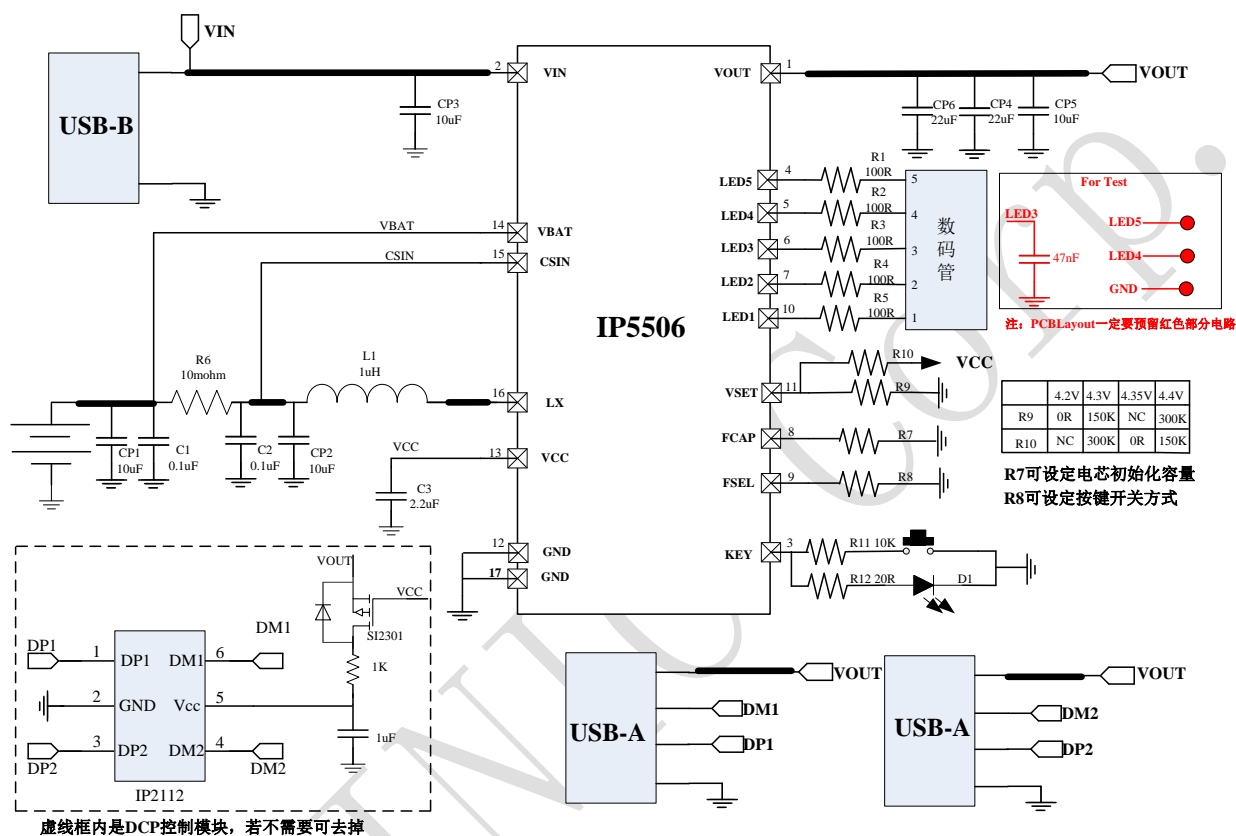 VIN
USB-B
CP3
10uF
2
VIN
VOUT
1
VOUT
CP6
22uF
CP4
22uF
CP5
10uF
LED5
4
R1
100R
5
LED4
5
R2
100R
4
LED3
6
R3
100R
3
LED2
7
R4
100R
2
LED1
10
R5
100R
1
数码管
For Test
LED3
47nF
LED5
LED4
GND
注：PCBLayout一定要预留红色部分电路
VBAT
14
VBAT
CSIN
15
CSIN
IP5506
R6
10mohm
L1
1uH
16
LX
CP1
10uF
C1
0.1uF
C2
0.1uF
CP2
10uF
VCC
13
VCC
C3
2.2uF
12
GND
17
GND
VSET
11
R10
VCC
R9
FCAP
8
R7
FSEL
9
R8
KEY
3
R11 10K
R12 20R
D1
4.2V 4.3V 4.35V 4.4V
R9 0R 150K NC 300K
R10 NC 300K 0R 150K
R7可设定电芯初始化容量
R8可设定按键开关方式
VOUT
VCC
SI2301
1K
1uF
DP1
1
DP1
DM1
6
DM1
2
GND
Vcc
5
DP2
3
DP2
DM2
4
DM2
IP2112
虚线框内是DCP控制模块，若不需要可去掉
USB-A
VOUT
DM1
DP1
USB-A
VOUT
DM2
DP2
INIC Corp.